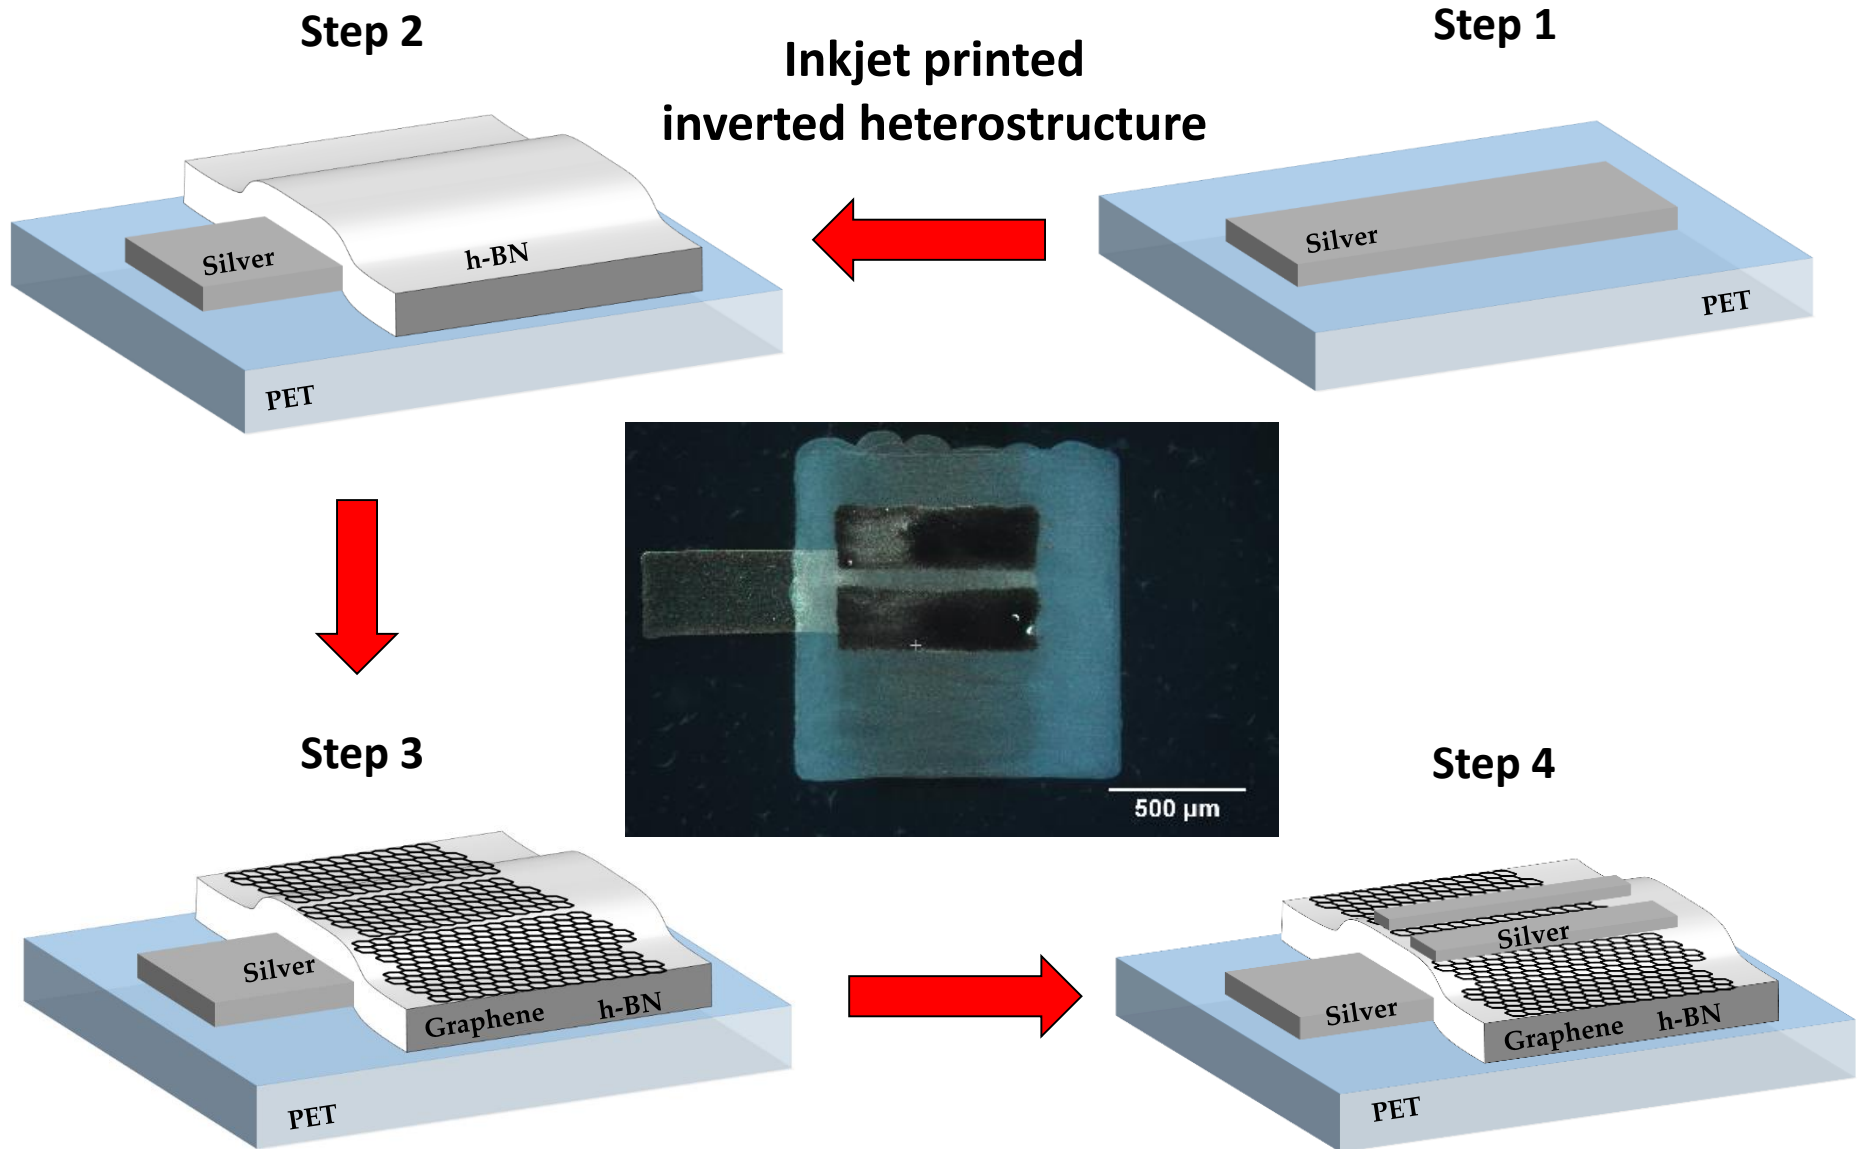 Step 2
Inkjet printed
inverted heterostructure
Step 1
Silver
h-BN
PET
Silver
PET
500 µm
Step 3
Step 4
Silver
Graphene
h-BN
PET
Silver
Silver
Graphene
h-BN
PET